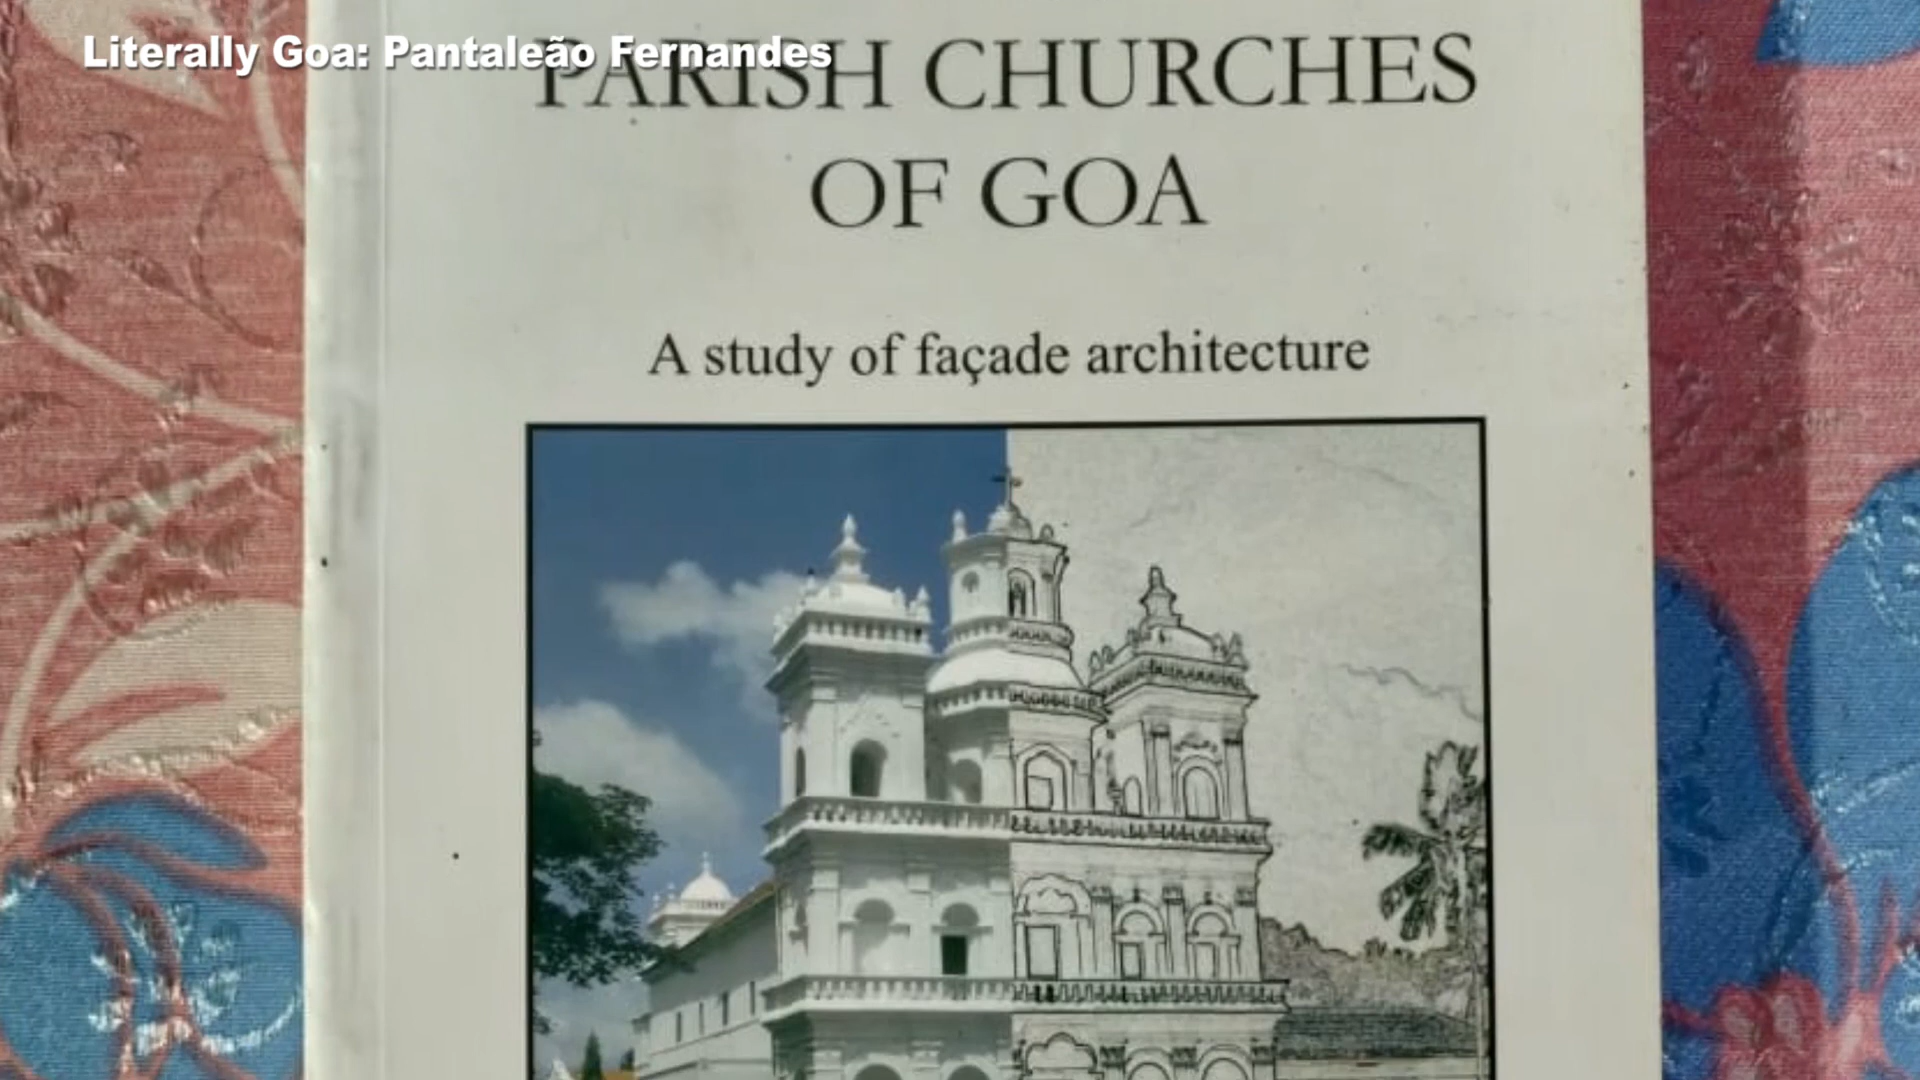 Literally Goa: Pantaleão Fernandes
PARISH CHURCHES
OF GOA
A study of façade architecture